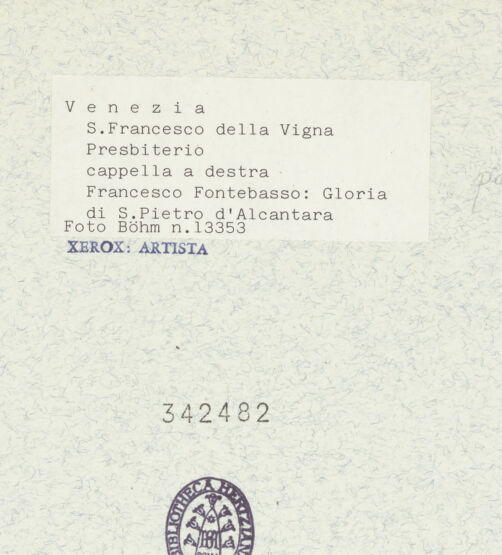 V e n e z i a
S.Francesco della Vigna
Presbiterio
cappella a destra
Francesco Fontebasso: Gloria
di S.Pietro d'Alcantara
Foto Böhm n.13353
XEROX: ARTISTA
342482
BIBLIOTHECA HERTZIAN